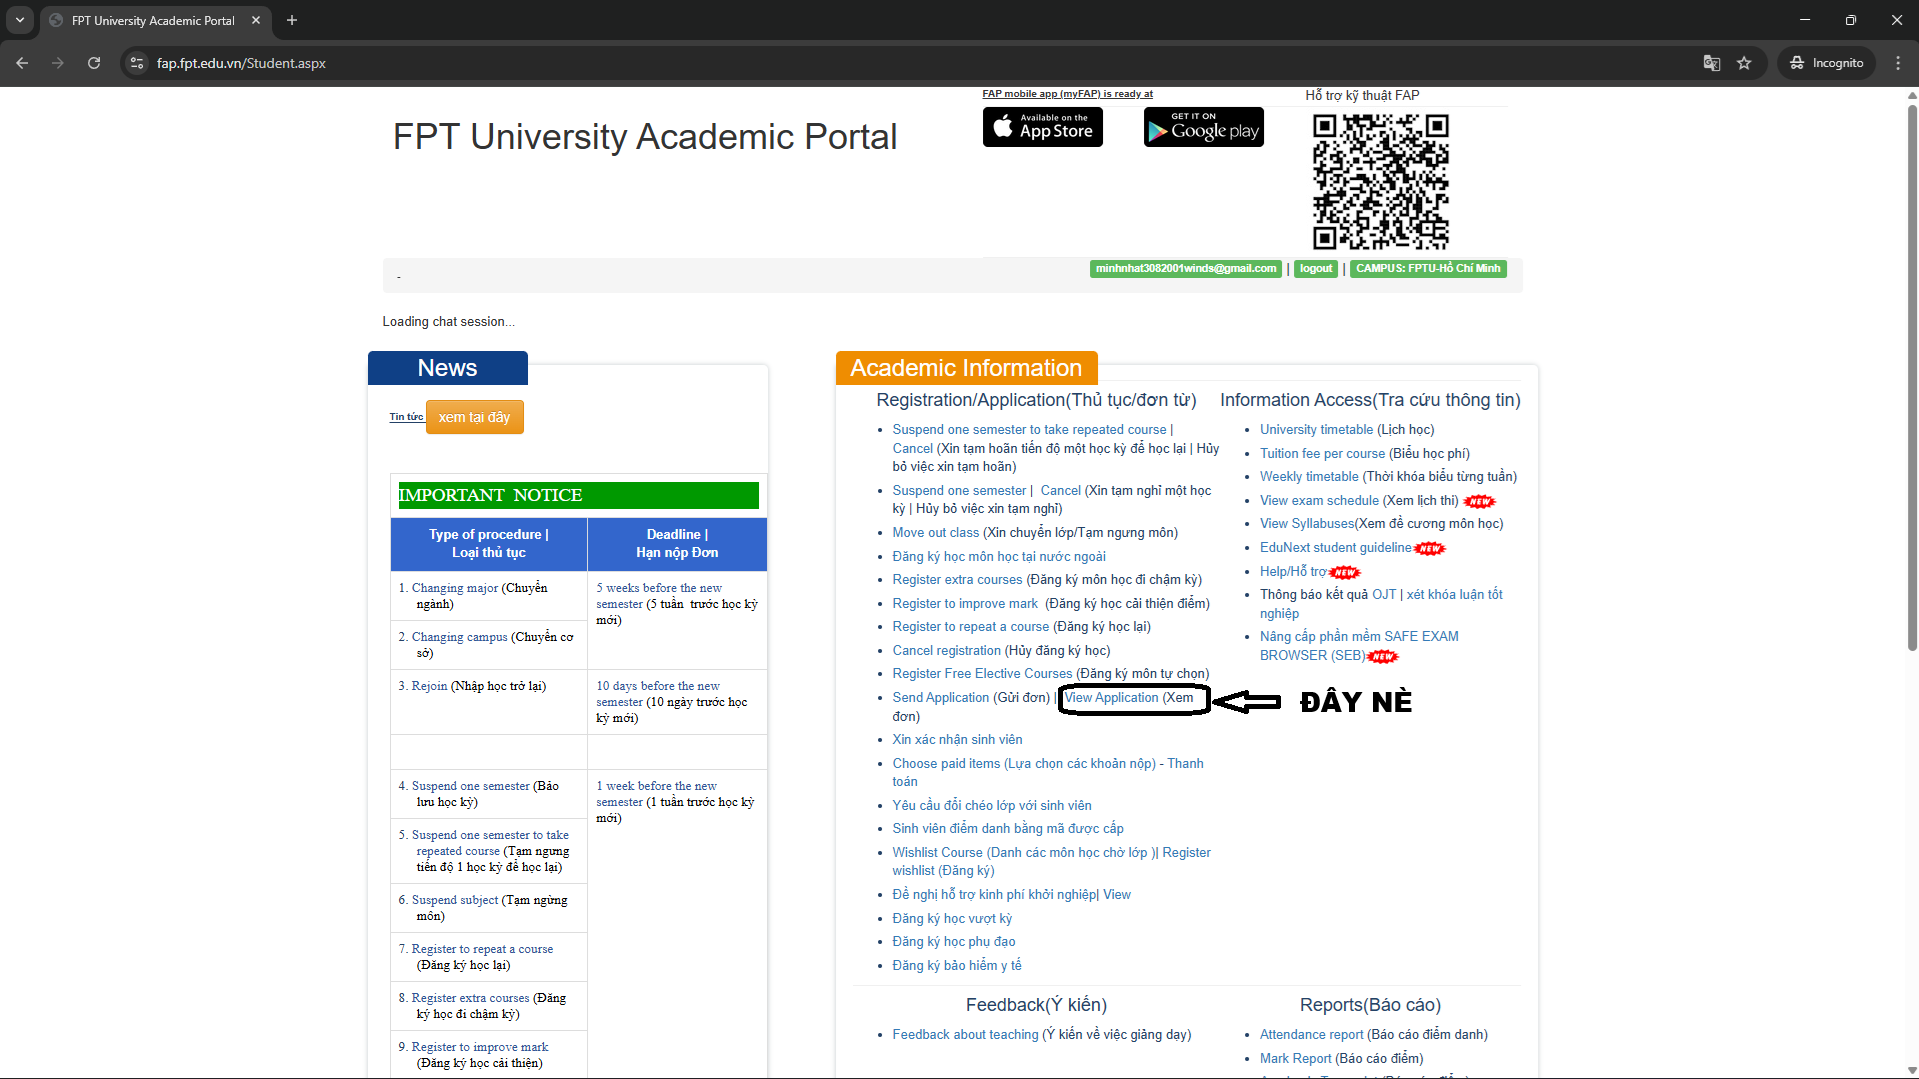 FPT University Academic Portal
fap.fpt.edu.vn/Student.aspx
Incognito
FPT University Academic Portal
FAP mobile app (myFAP) is ready at
Available on the
App Store
GET IT ON
Google play
Hỗ trợ kỹ thuật FAP
-
minhnhat3082001winds@gmail.com | logout | CAMPUS: FPTU-Hồ Chí Minh
Loading chat session...
News
Tin tức xem tại đây
IMPORTANT NOTICE
Type of procedure |
Loại thủ tục
Deadline |
Hạn nộp Đơn
1. Changing major (Chuyển
ngành)
5 weeks before the new
semester (5 tuần trước học kỳ
mới)
2. Changing campus (Chuyển cơ
sở)
3. Rejoin (Nhập học trở lại)
10 days before the new
semester (10 ngày trước học
kỳ mới)
4. Suspend one semester (Bảo
lưu học kỳ)
1 week before the new
semester (1 tuần trước học kỳ
mới)
5. Suspend one semester to take
repeated course (Tạm ngưng
tiến độ 1 học kỳ để học lại)
6. Suspend subject (Tạm ngừng
môn)
7. Register to repeat a course
(Đăng ký học lại)
8. Register extra courses (Đăng
ký học đi chậm kỳ)
9. Register to improve mark
(Đăng ký học cải thiện)
Academic Information
Registration/Application(Thủ tục/đơn từ)
Suspend one semester to take repeated course |
Cancel (Xin tạm hoãn tiến độ một học kỳ để học lại | Hủy
bỏ việc xin tạm hoãn)
Suspend one semester | Cancel (Xin tạm nghỉ một học
kỳ | Hủy bỏ việc xin tạm nghỉ)
Move out class (Xin chuyển lớp/Tạm ngưng môn)
Đăng ký học môn học tại nước ngoài
Register extra courses (Đăng ký môn học đi chậm kỳ)
Register to improve mark (Đăng ký học cải thiện điểm)
Register to repeat a course (Đăng ký học lại)
Cancel registration (Hủy đăng ký học)
Register Free Elective Courses (Đăng ký môn tự chọn)
Send Application (Gửi đơn) | View Application (Xem
đơn)
ĐÂY NÈ
Xin xác nhận sinh viên
Choose paid items (Lựa chọn các khoản nộp) - Thanh
toán
Yêu cầu đổi chéo lớp với sinh viên
Sinh viên điểm danh bằng mã được cấp
Wishlist Course (Danh các môn học chờ lớp )| Register
wishlist (Đăng ký)
Đề nghị hỗ trợ kinh phí khởi nghiệp| View
Đăng ký học vượt kỳ
Đăng ký học phụ đạo
Đăng ký bảo hiểm y tế
Information Access(Tra cứu thông tin)
University timetable (Lịch học)
Tuition fee per course (Biểu học phí)
Weekly timetable (Thời khóa biểu từng tuần)
View exam schedule (Xem lịch thi) NEW
View Syllabuses(Xem đề cương môn học)
EduNext student guideline NEW
Help/Hỗ trợ NEW
Thông báo kết quả OJT | xét khóa luận tốt
nghiệp
Nâng cấp phần mềm SAFE EXAM
BROWSER (SEB) NEW
Feedback(Ý kiến)
Feedback about teaching (Ý kiến về việc giảng dạy)
Reports(Báo cáo)
Attendance report (Báo cáo điểm danh)
Mark Report (Báo cáo điểm)